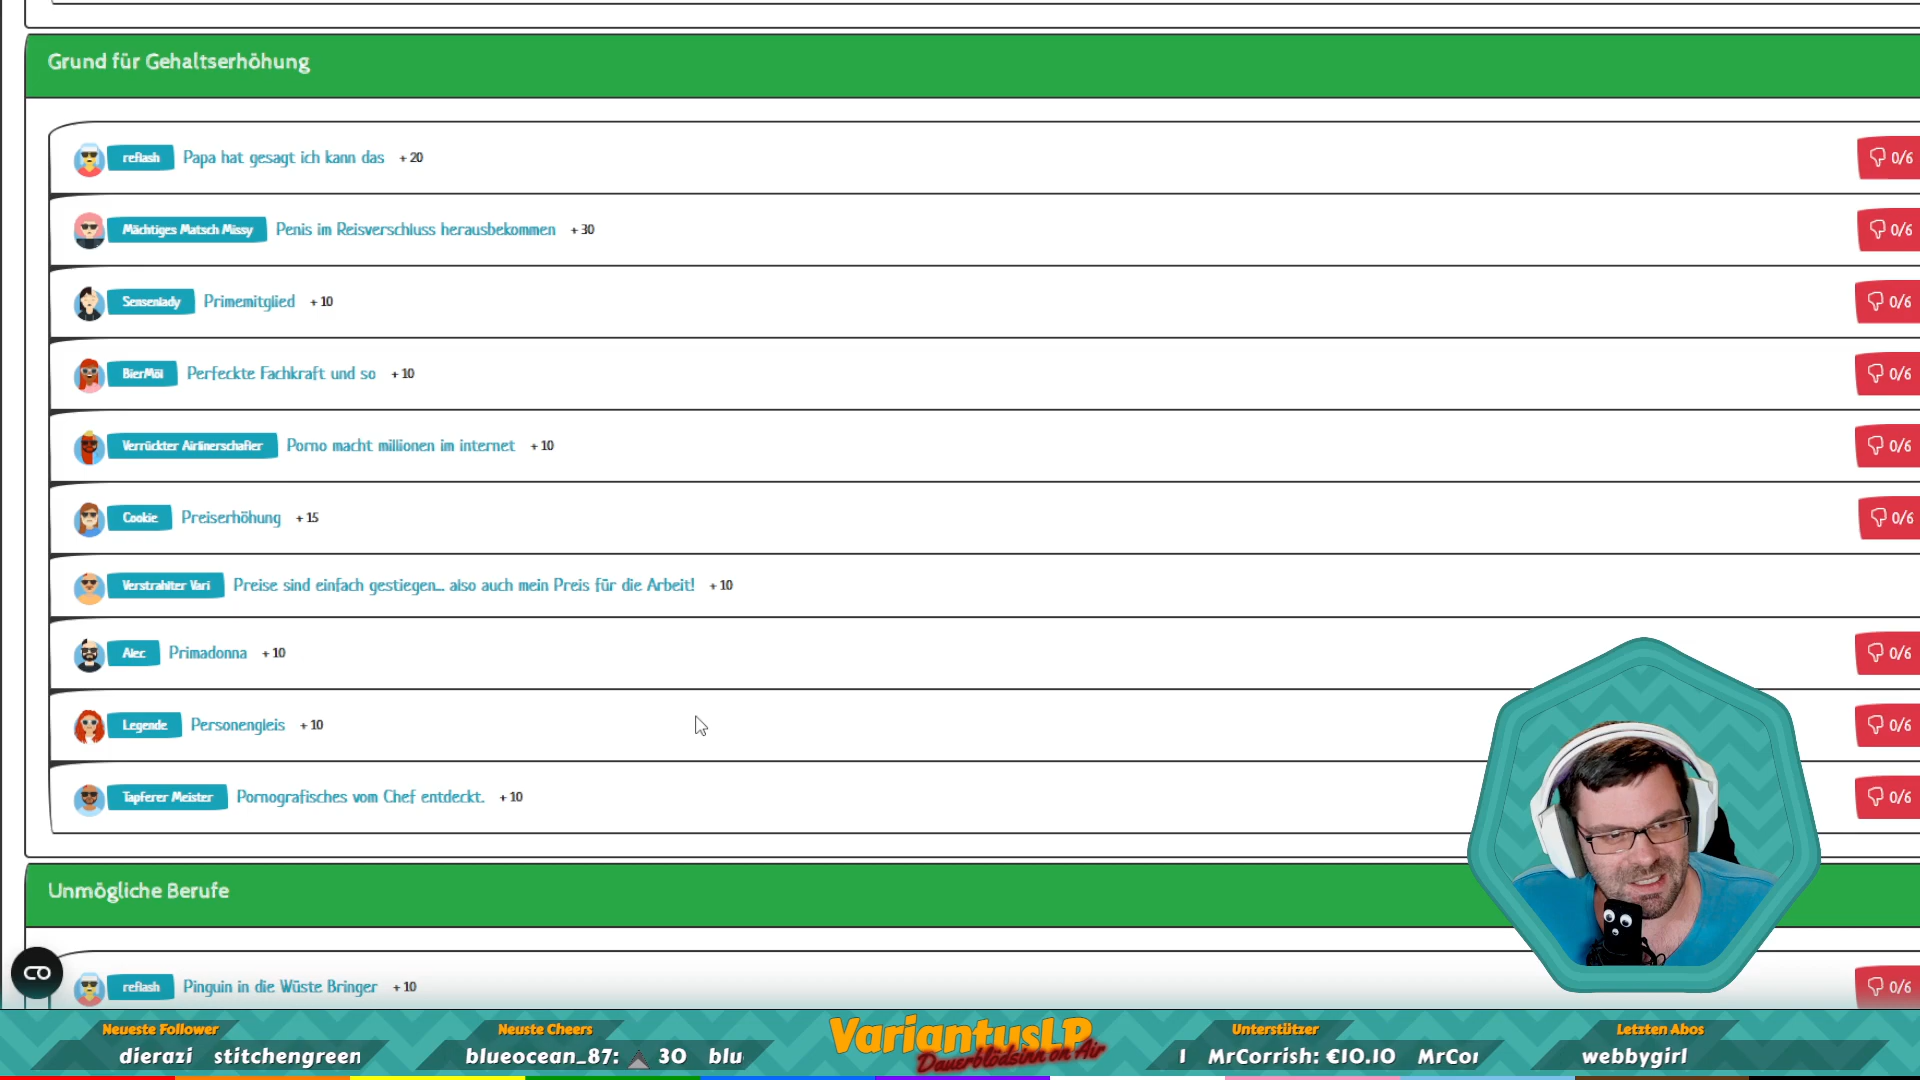 Grund für Gehaltserhöhung
reflash Papa hat gesagt ich kann das +20 0/6
Mächtiges Matsch Missy Penis im Reisverschluss herausbekommen +30 0/6
Sensenlady Primemitglied +10 0/6
BierMöl Perfeckte Fachkraft und so +10 0/6
Verrückter Airlinerschafler Porno macht millionen im internet +10 0/6
Cookie Preiserhöhung +15 0/6
Verstrahlter Vari Preise sind einfach gestiegen... also auch mein Preis für die Arbeit! +10
Alec Primadonna +10 0/6
Legende Personengleis +10 0/6
Tapferer Meister Pornografisches vom Chef entdeckt. +10 0/6
Unmögliche Berufe
reflash Pinguin in die Wüste Bringer +10 0/6
Neueste Follower Neuste Cheers VariantusLP Unterstützer Letzten Abos
Dauerblödsinn on Air
dierazi stitchengreen blueocean_87: 30 blu MrCorrish: €10.10 MrCor webbygirl